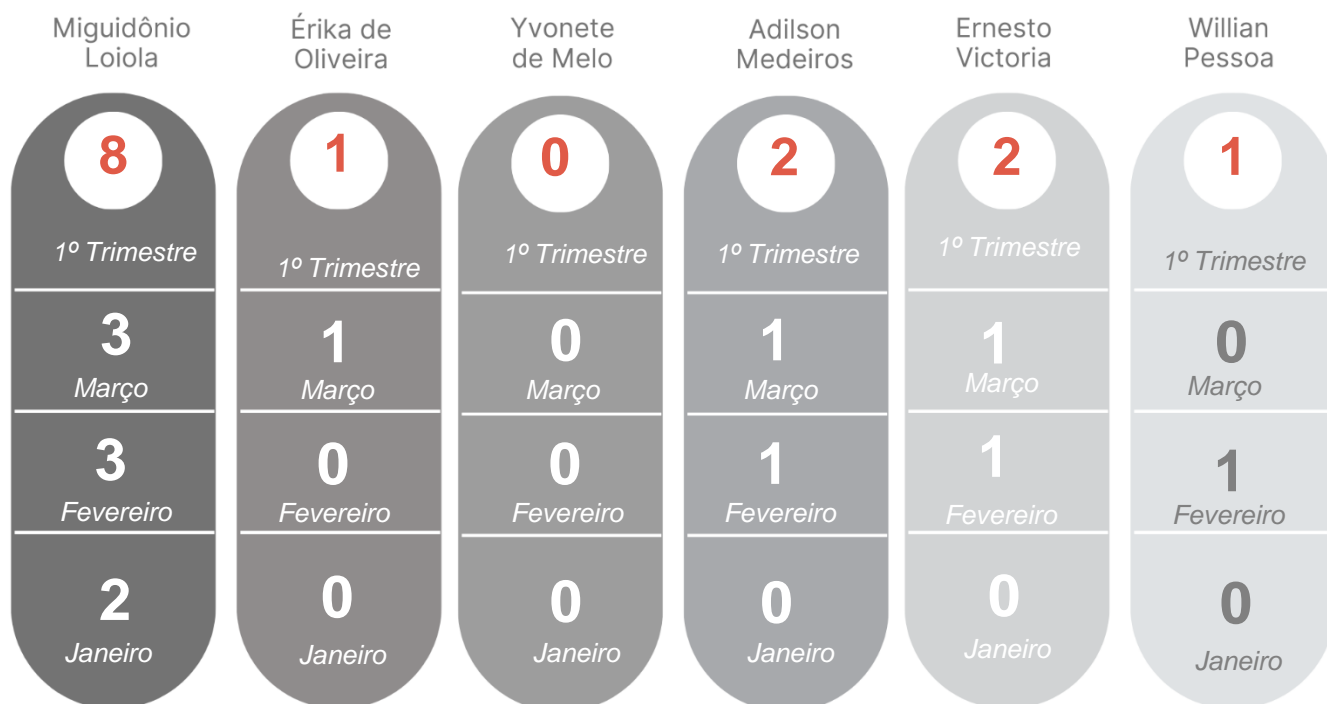 Miguidônio
Loiola
8
1º Trimestre
3
Março
3
Fevereiro
2
Janeiro
Érika de
Oliveira
1
1º Trimestre
1
Março
0
Fevereiro
0
Janeiro
Yvonete
de Melo
0
1º Trimestre
0
Março
0
Fevereiro
0
Janeiro
Adilson
Medeiros
2
1º Trimestre
1
Março
1
Fevereiro
0
Janeiro
Ernesto
Victoria
2
1º Trimestre
1
Março
1
Fevereiro
0
Janeiro
Willian
Pessoa
1
1º Trimestre
0
Março
1
Fevereiro
0
Janeiro